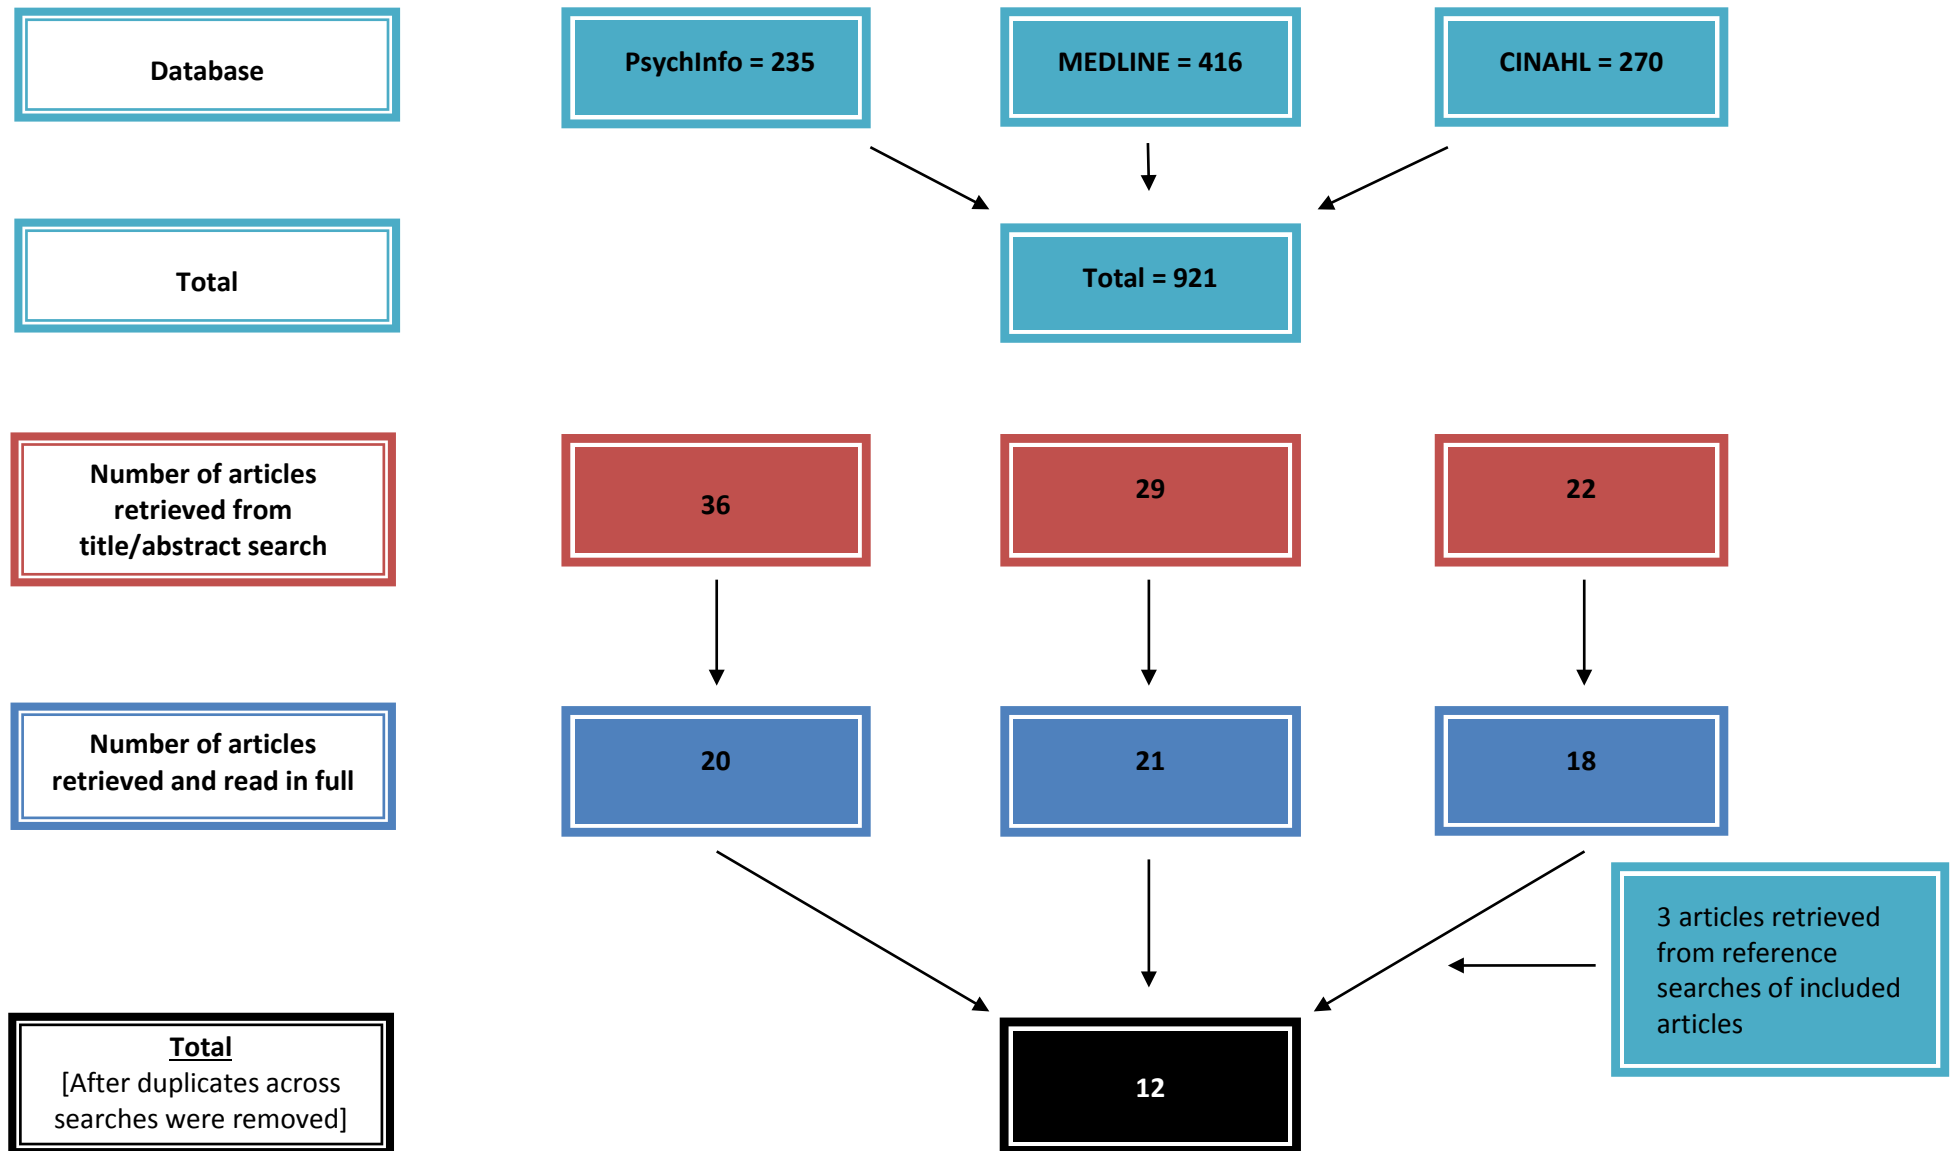 Database
PsychInfo = 235
MEDLINE = 416
CINAHL = 270
Total
Total = 921
Number of articles
retrieved from
title/abstract search
36
29
22
Number of articles
retrieved and read in full
20
21
18
3 articles retrieved
from reference
searches of included
articles
Total
[After duplicates across
searches were removed]
12